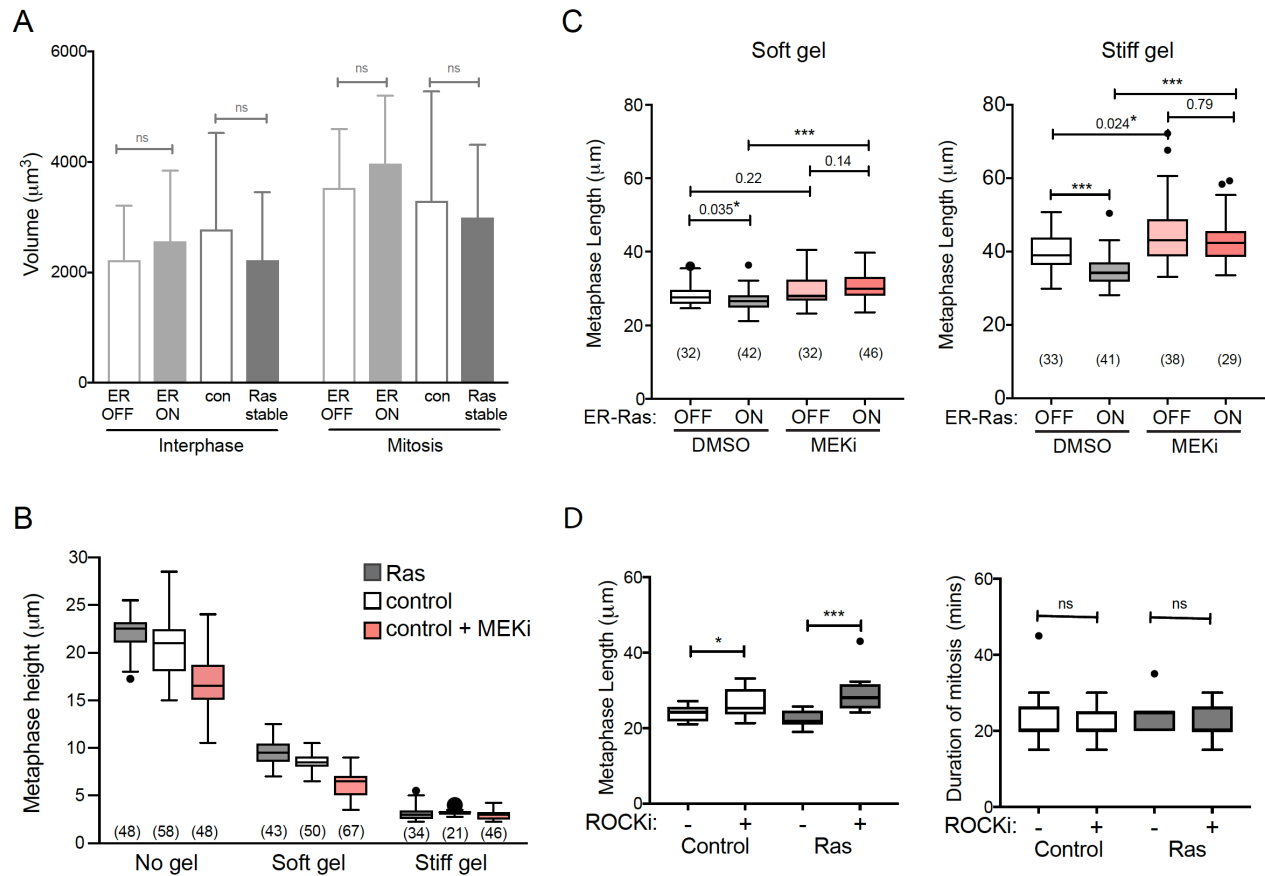 A
6000
4000
2000
0
Volume (μm³)
ns
ns
ns
ns
ER OFF
ER ON
con
Ras stable
ER OFF
ER ON
con
Ras stable
Interphase
Mitosis
B
30
25
20
15
10
5
0
Metaphase height (μm)
Ras
control
control + MEKi
(48)
(58)
(48)
(43)
(50)
(67)
(34)
(21)
(46)
No gel
Soft gel
Stiff gel
C
Soft gel
80
60
40
20
0
Metaphase Length (μm)
***
0.14
0.22
0.035*
(32)
(42)
(32)
(46)
ER-Ras:
OFF
ON
OFF
ON
DMSO
MEKi
Stiff gel
80
60
40
20
0
Metaphase Length (μm)
***
0.79
0.024*
***
(33)
(41)
(38)
(29)
ER-Ras:
OFF
ON
OFF
ON
DMSO
MEKi
D
60
40
20
0
Metaphase Length (μm)
*
***
ROCKi:
-
+
-
+
Control
Ras
60
40
20
0
Duration of mitosis (mins)
ns
ns
ROCKi:
-
+
-
+
Control
Ras